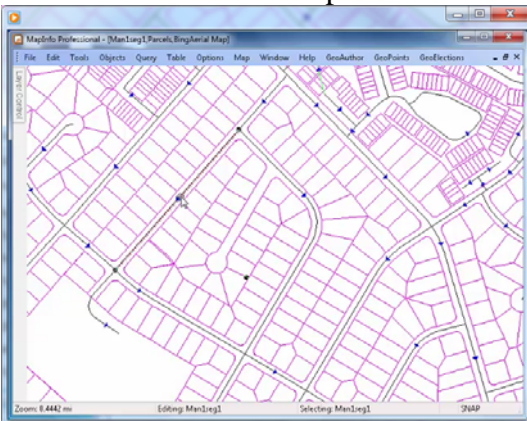 MapInfo Professional - [Man1seg1,Parcels,BingAerial Map]
File Edit Tools Objects Query Table Options Map Window Help GeoAuthor GeoPoints GeoElections
Layer Control
Zoom: 0.4442 mi Editing: Man1seg1 Selecting: Man1seg1 SNAP